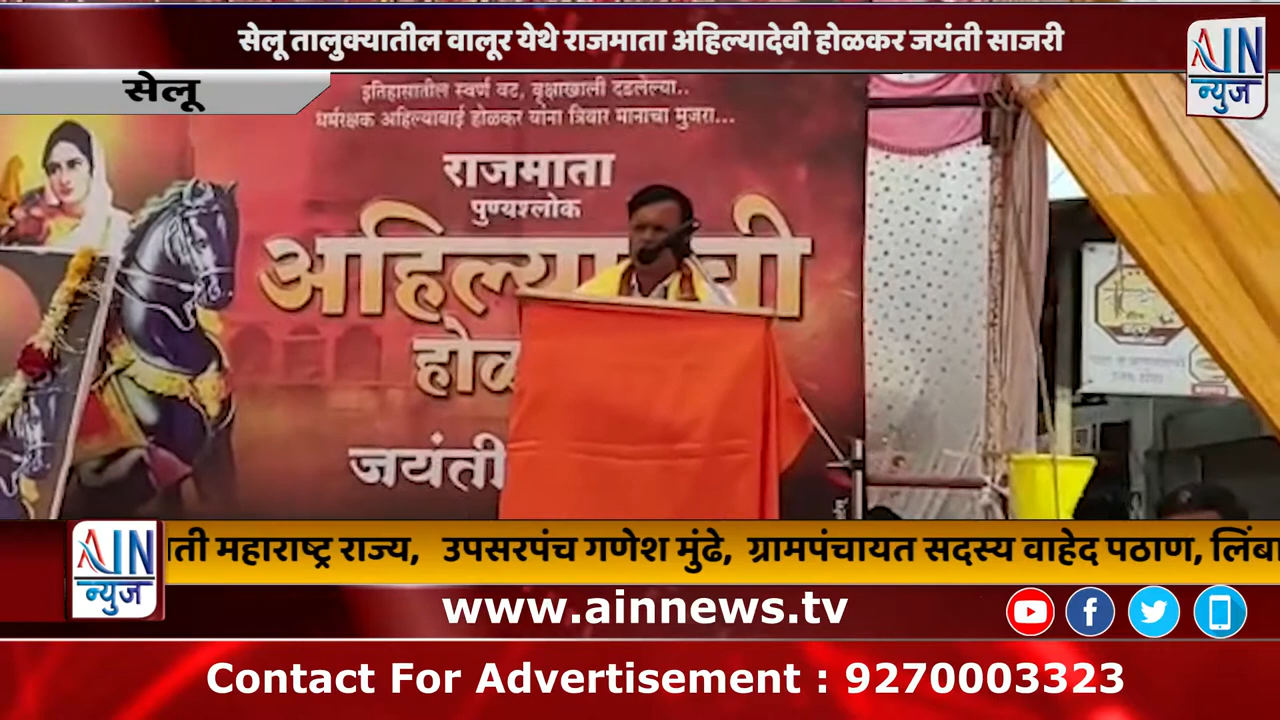 सेलू तालुक्यातील वालूर येथे राजमाता अहिल्यादेवी होळकर जयंती साजरी
AIN
न्युज
सेलू
इतिहासातील स्वर्ण वट, वृक्षाखाली दडलेल्या..
धर्मरक्षक अहिल्याबाई होळकर यांना त्रिवार मानाचा मुजरा...
राजमाता
पुण्यश्लोक
अहिल्या वी
होळ
जयंती
AIN
न्युज
ती महाराष्ट्र राज्य, उपसरपंच गणेश मुंढे, ग्रामपंचायत सदस्य वाहेद पठाण, लिंबा
www.ainnews.tv
Contact For Advertisement : 9270003323